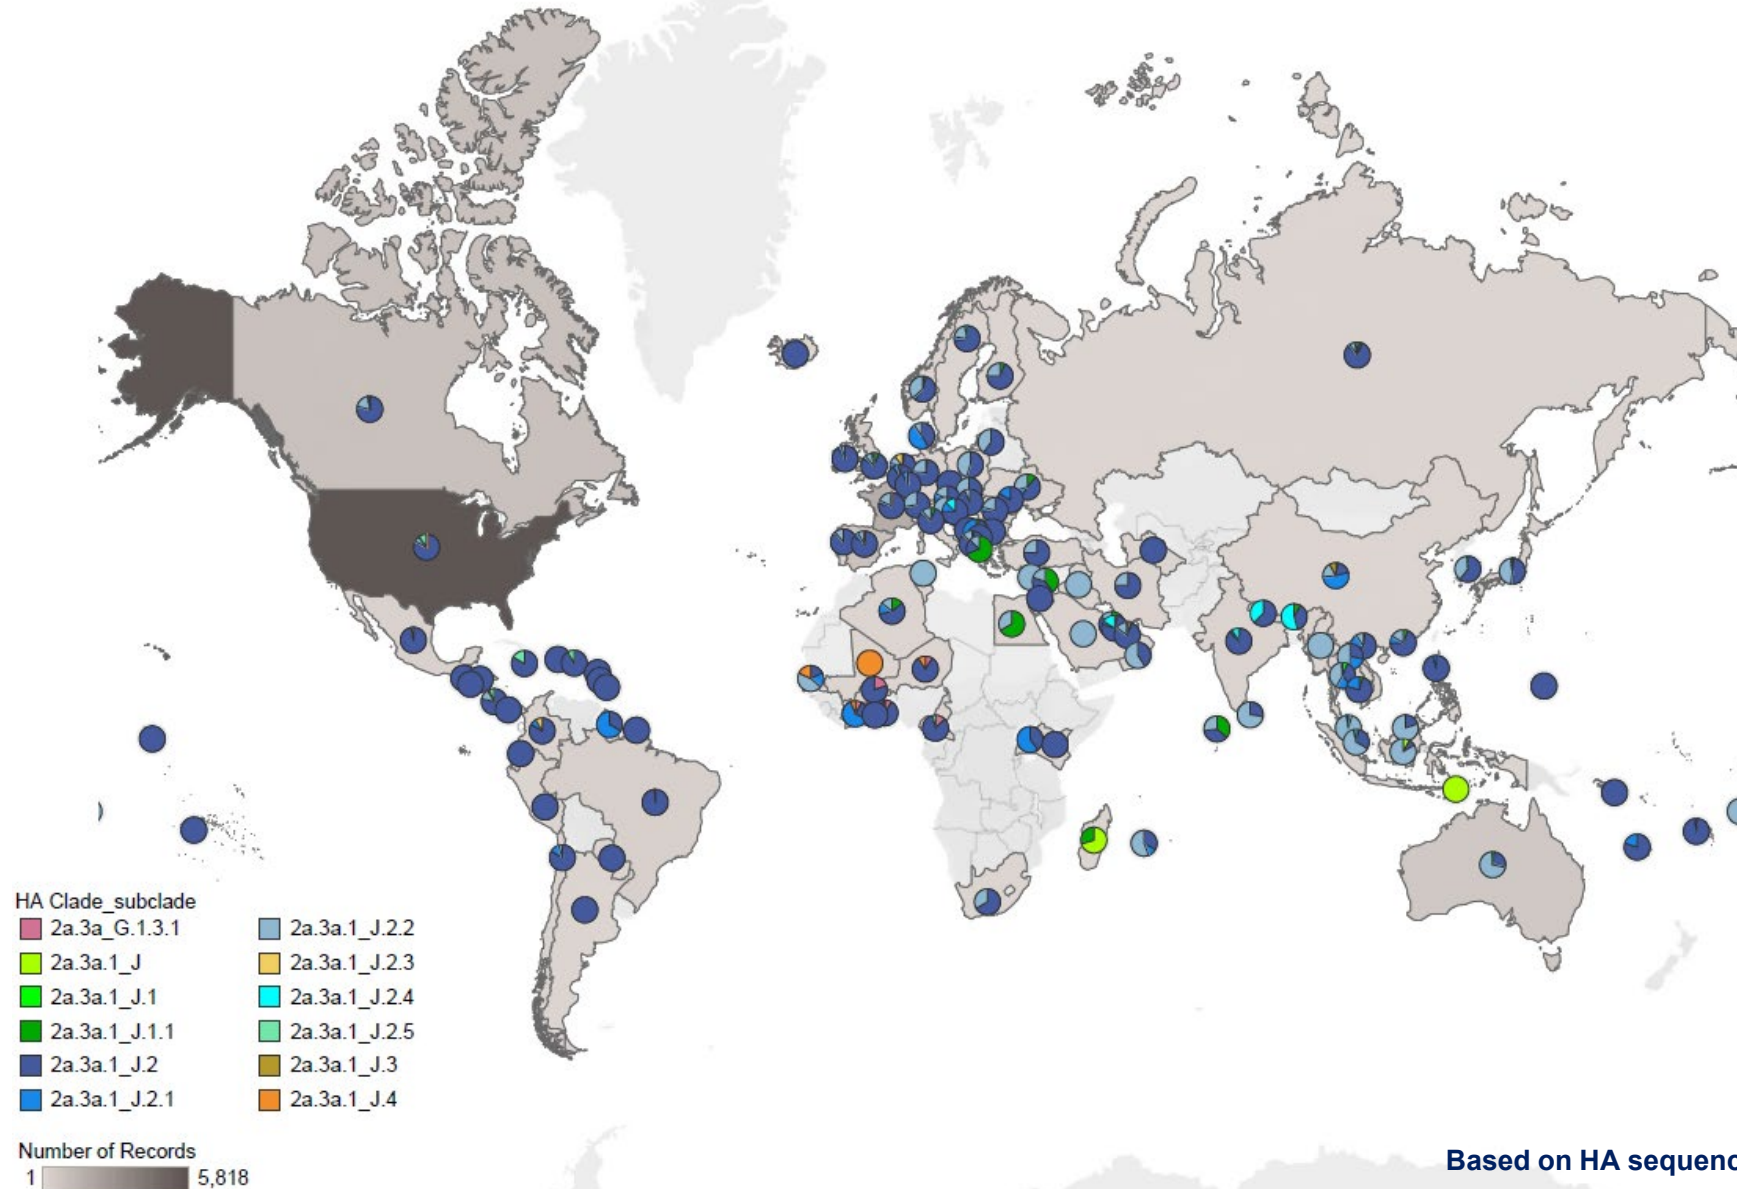 HA Clade_subclade
2a.3a_G.1.3.1
2a.3a.1_J
2a.3a.1_J.1
2a.3a.1_J.1.1
2a.3a.1_J.2
2a.3a.1_J.2.1
2a.3a.1_J.2.2
2a.3a.1_J.2.3
2a.3a.1_J.2.4
2a.3a.1_J.2.5
2a.3a.1_J.3
2a.3a.1_J.4
Number of Records
1 5,818
Based on HA sequenc